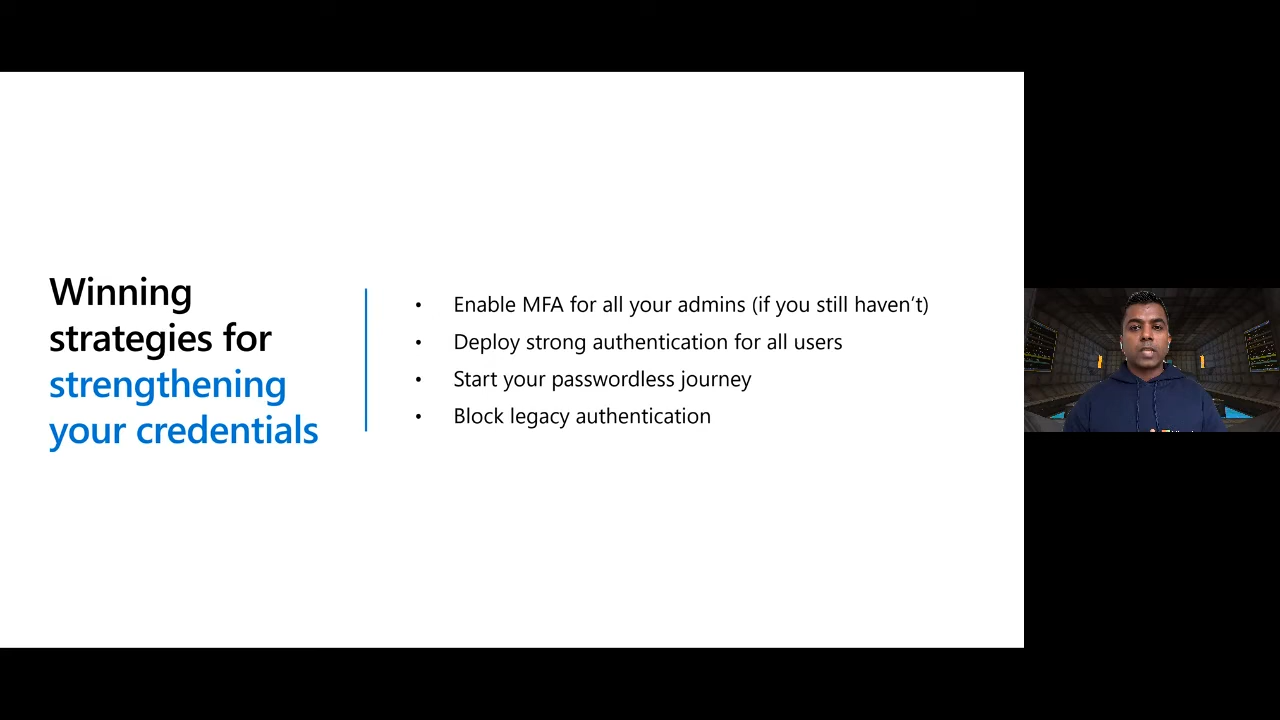 Winning
strategies for
strengthening
your credentials
• Enable MFA for all your admins (if you still haven’t)
• Deploy strong authentication for all users
• Start your passwordless journey
• Block legacy authentication